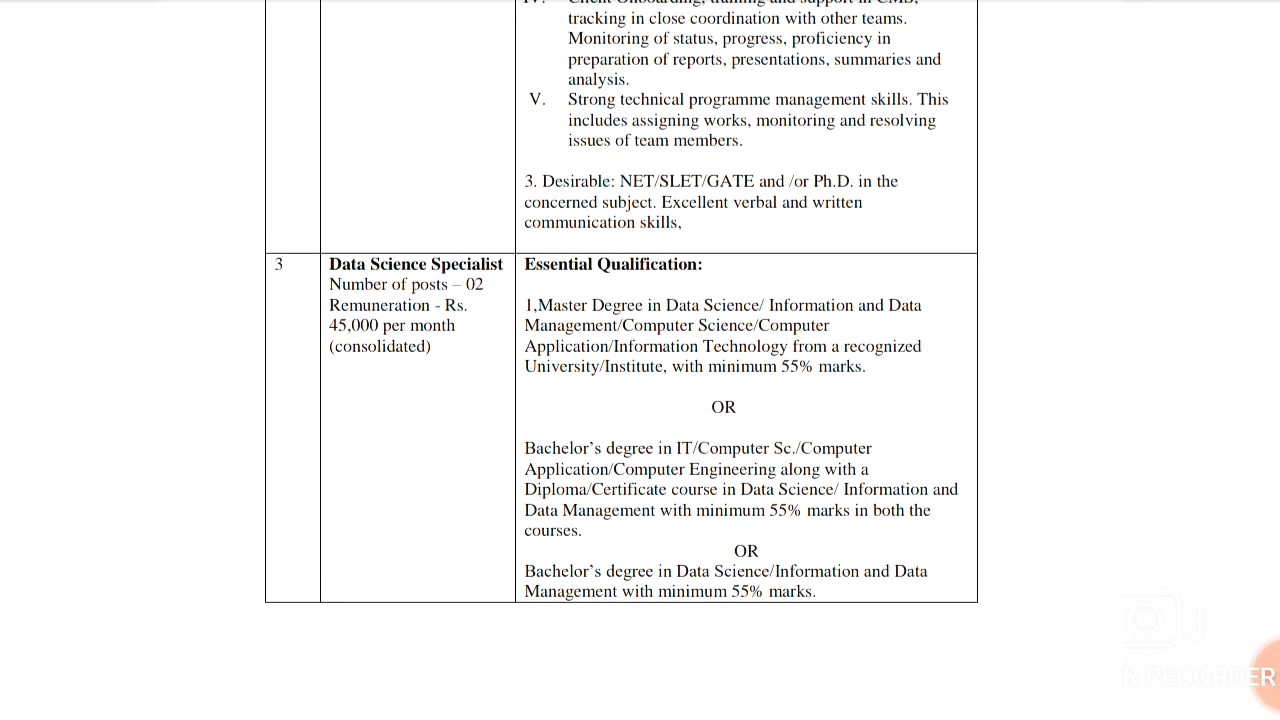 tracking in close coordination with other teams.
Monitoring of status, progress, proficiency in
preparation of reports, presentations, summaries and
analysis.
V. Strong technical programme management skills. This
includes assigning works, monitoring and resolving
issues of team members.
3. Desirable: NET/SLET/GATE and /or Ph.D. in the
concerned subject. Excellent verbal and written
communication skills,
3
Data Science Specialist
Number of posts – 02
Remuneration - Rs.
45,000 per month
(consolidated)
Essential Qualification:
1,Master Degree in Data Science/ Information and Data
Management/Computer Science/Computer
Application/Information Technology from a recognized
University/Institute, with minimum 55% marks.
OR
Bachelor’s degree in IT/Computer Sc./Computer
Application/Computer Engineering along with a
Diploma/Certificate course in Data Science/ Information and
Data Management with minimum 55% marks in both the
courses.
OR
Bachelor’s degree in Data Science/Information and Data
Management with minimum 55% marks.
RECORDER